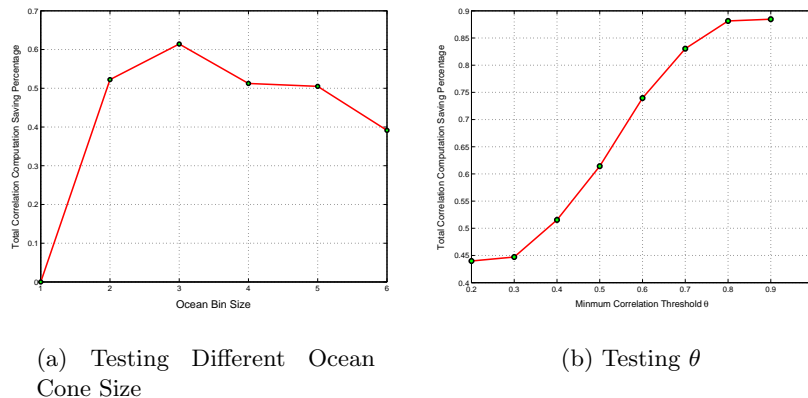 Total Correlation Computation Saving Percentage
0.7
0.6
0.5
0.4
0.3
0.2
0.1
0
1 2 3 4 5 6
Ocean Bin Size
(a) Testing Different Ocean
Cone Size
Total Correlation Computation Saving Percentage
0.9
0.85
0.8
0.75
0.7
0.65
0.6
0.55
0.5
0.45
0.4
0.2 0.3 0.4 0.5 0.6 0.7 0.8 0.9
Minmum Correlation Threshold θ
(b) Testing θ